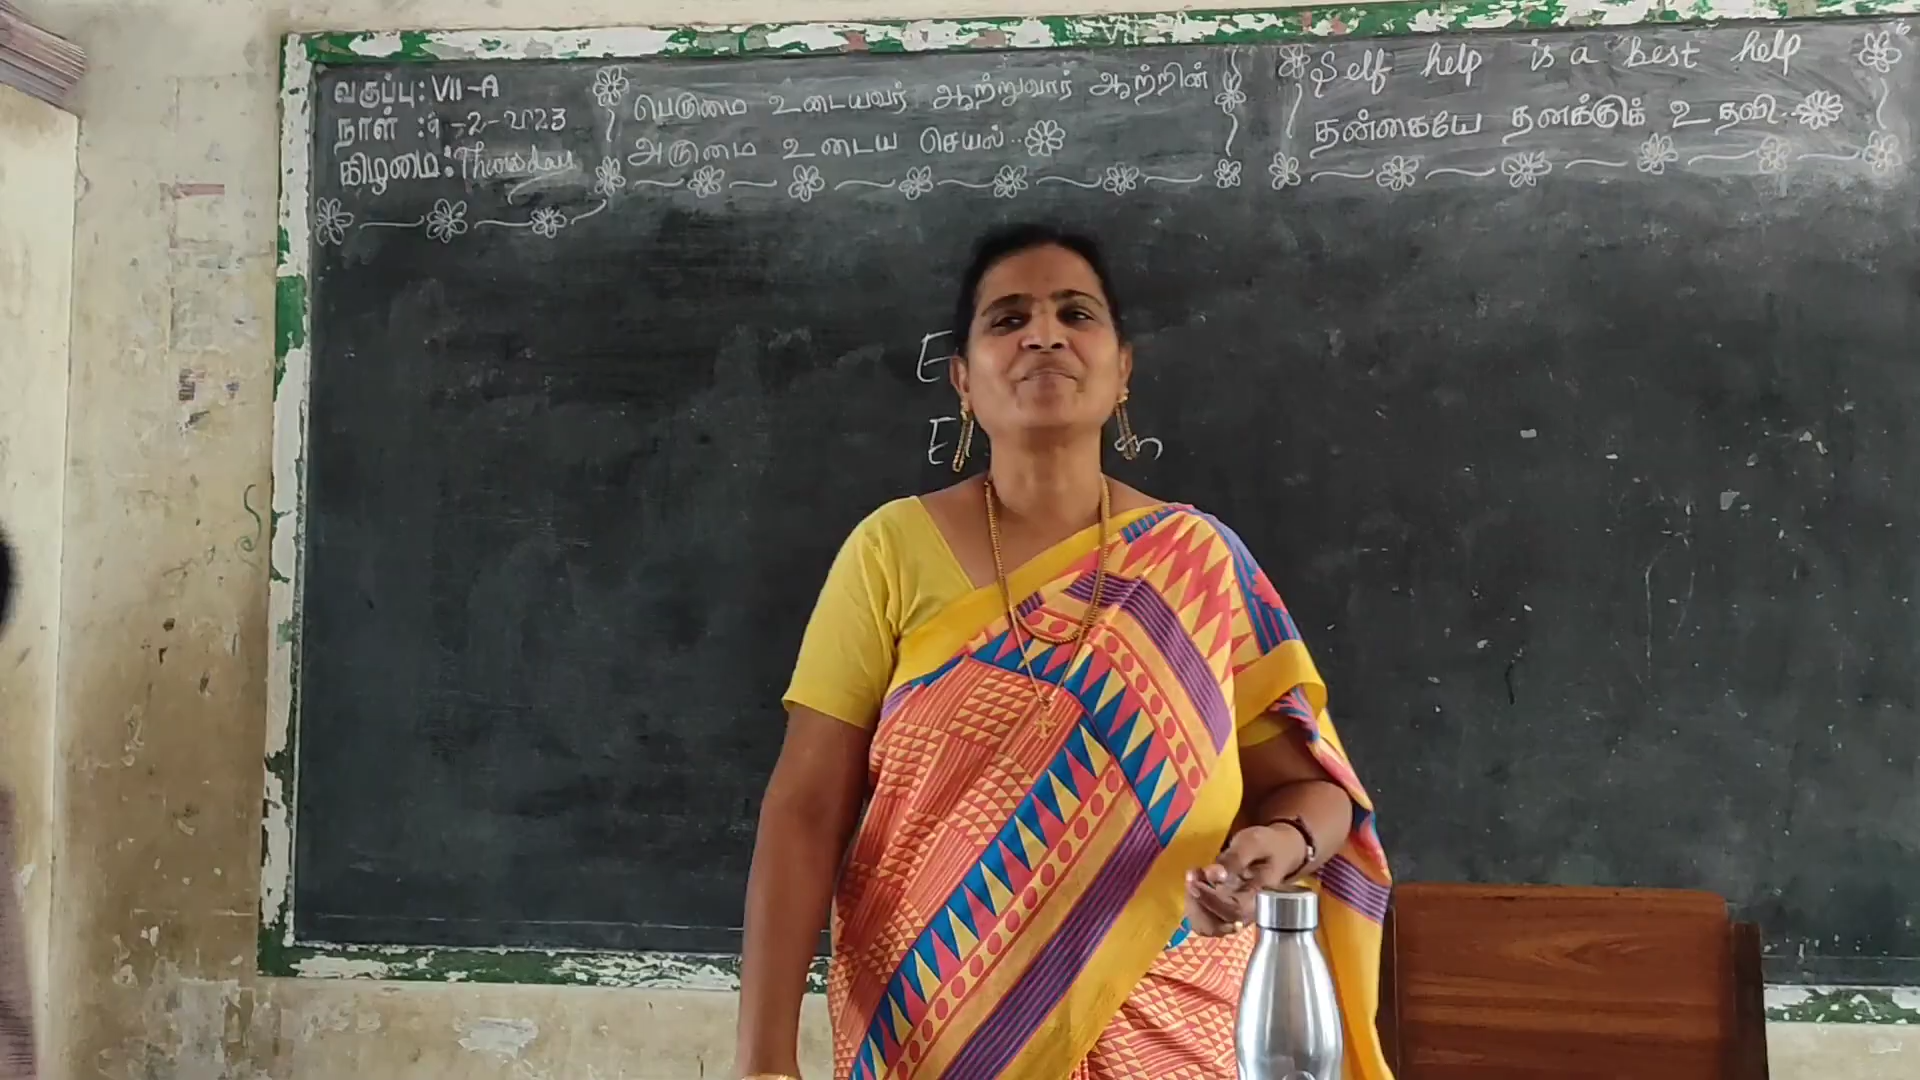 வகுப்பு: VII-A
நாள் : 9-2-2023
கிழமை: Thursday
பெருமை உடையவர் ஆற்றுவார் ஆற்றின்
அருமை உடைய செயல்..
Self help is a best help
தன்கையே தனக்குக் உதவி..
E
E